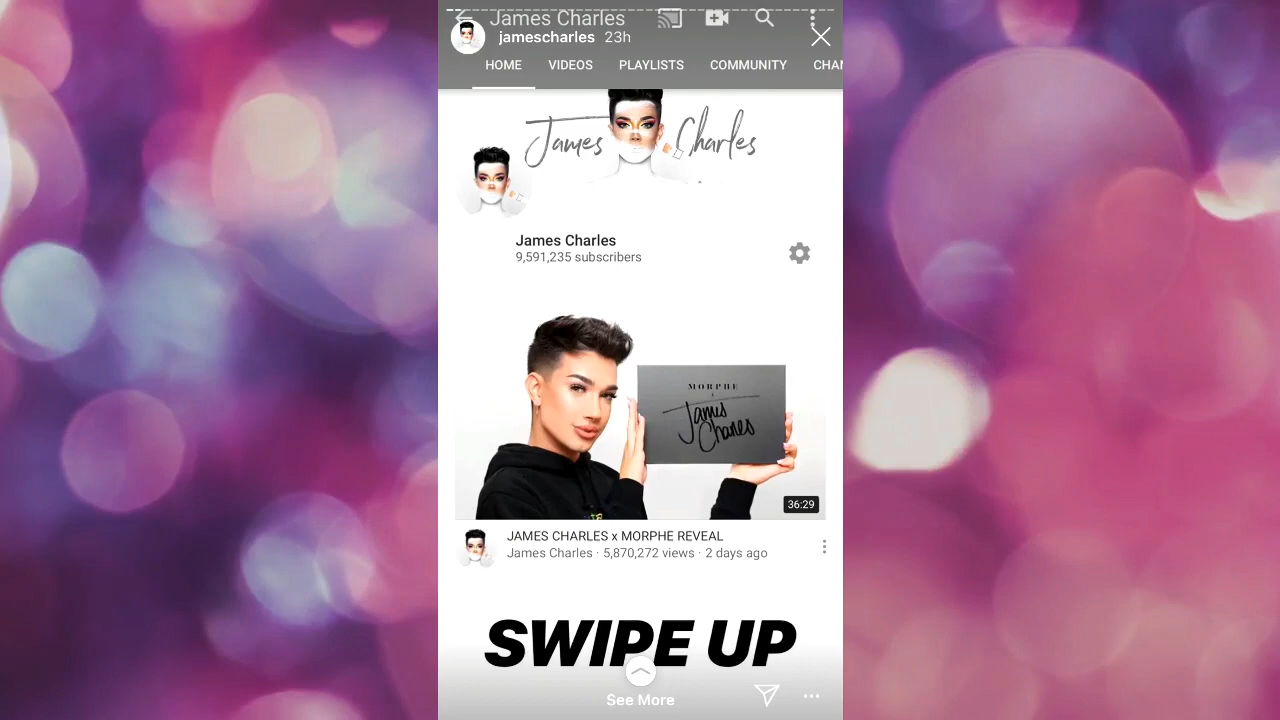 James Charles
jamescharles 23h
HOME VIDEOS PLAYLISTS COMMUNITY CHAN
James Charles
James Charles
9,591,235 subscribers
MORPHE
James
Charles
36:29
JAMES CHARLES x MORPHE REVEAL
James Charles · 5,870,272 views · 2 days ago
SWIPE UP
See More